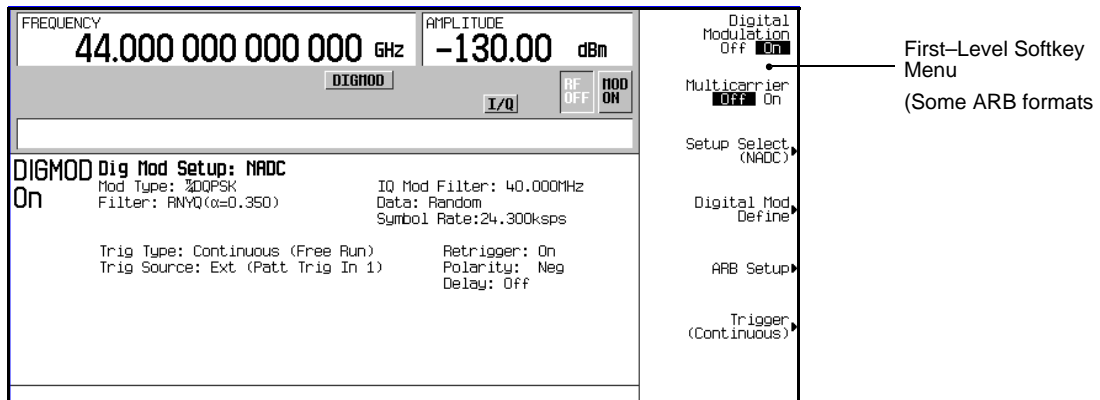 FREQUENCY
44.000 000 000 000 GHz
AMPLITUDE
-130.00 dBm
DIGMOD
I/Q
RF OFF
MOD ON
DIGMOD On
Dig Mod Setup: NADC
Mod Type: π/4DQPSK
Filter: RNYQ(α=0.350)
IQ Mod Filter: 40.000MHz
Data: Random
Symbol Rate:24.300ksps
Trig Type: Continuous (Free Run)
Trig Source: Ext (Patt Trig In 1)
Retrigger: On
Polarity: Neg
Delay: Off
Digital
Modulation
Off On
Multicarrier
Off On
Setup Select
(NADC)
Digital Mod
Define
ARB Setup
Trigger
(Continuous)
First–Level Softkey
Menu
(Some ARB formats